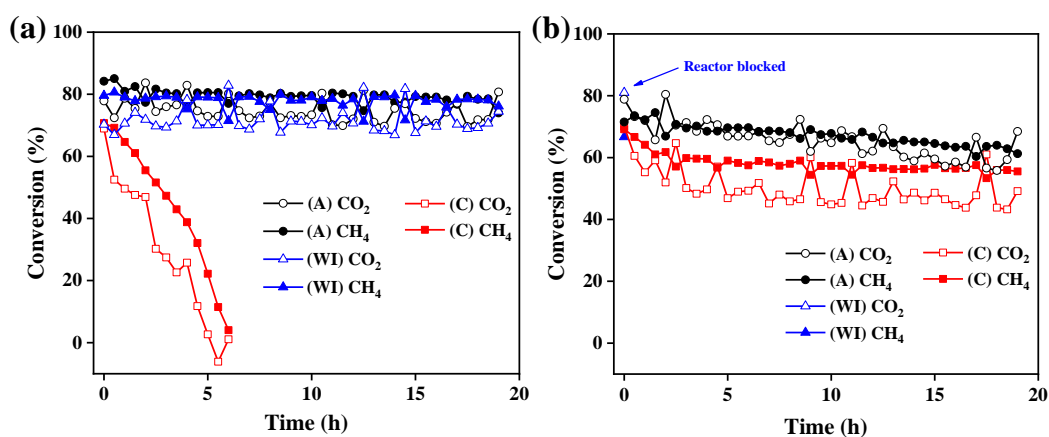 (a)
100
80
60
40
20
0
Conversion (%)
(A) CO2
(A) CH4
(WI) CO2
(WI) CH4
(C) CO2
(C) CH4
0 5 10 15 20
Time (h)
(b)
100
80
60
40
20
0
Conversion (%)
Reactor blocked
(A) CO2
(A) CH4
(WI) CO2
(WI) CH4
(C) CO2
(C) CH4
0 5 10 15 20
Time (h)